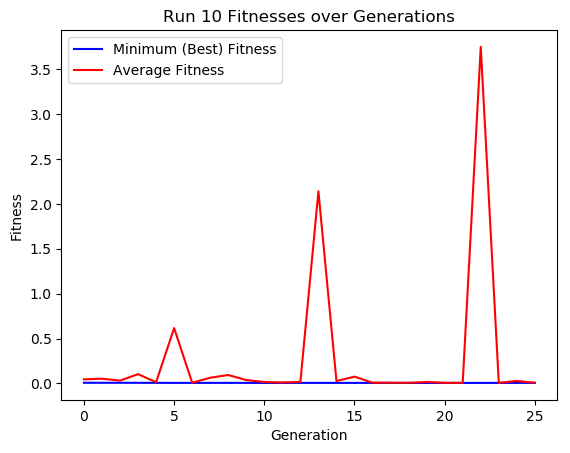 Run 10 Fitnesses over Generations
Minimum (Best) Fitness
Average Fitness
Fitness
3.5
3.0
2.5
2.0
1.5
1.0
0.5
0.0
0 5 10 15 20 25
Generation